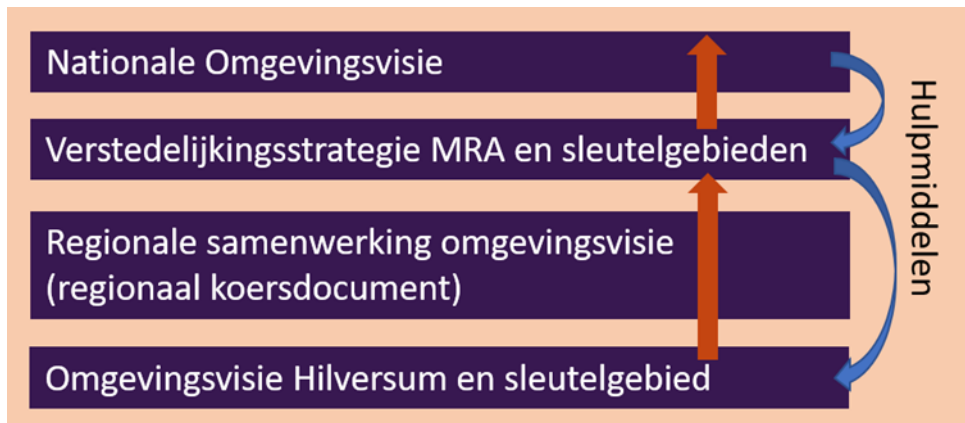 Nationale Omgevingsvisie
Verstedelijkingsstrategie MRA en sleutelgebieden
Regionale samenwerking omgevingsvisie
(regionaal koersdocument)
Omgevingsvisie Hilversum en sleutelgebied
Hulpmiddelen